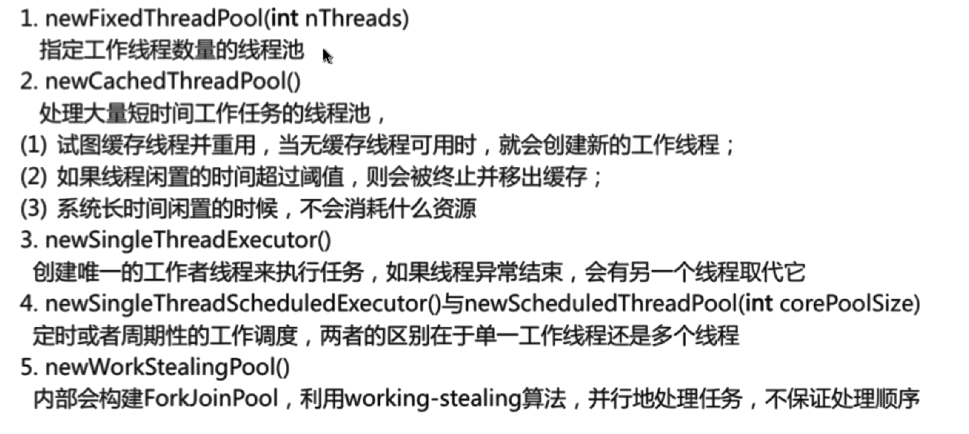 1. newFixedThreadPool(int nThreads)
指定工作线程数量的线程池
2. newCachedThreadPool()
处理大量短时间工作任务的线程池，
(1) 试图缓存线程并重用，当无缓存线程可用时，就会创建新的工作线程；
(2) 如果线程闲置的时间超过阈值，则会被终止并移出缓存；
(3) 系统长时间闲置的时候，不会消耗什么资源
3. newSingleThreadExecutor()
创建唯一的工作者线程来执行任务，如果线程异常结束，会有另一个线程取代它
4. newSingleThreadScheduledExecutor()与newScheduledThreadPool(int corePoolSize)
定时或者周期性的工作调度，两者的区别在于单一工作线程还是多个线程
5. newWorkStealingPool()
内部会构建ForkJoinPool，利用working-stealing算法，并行地处理任务，不保证处理顺序